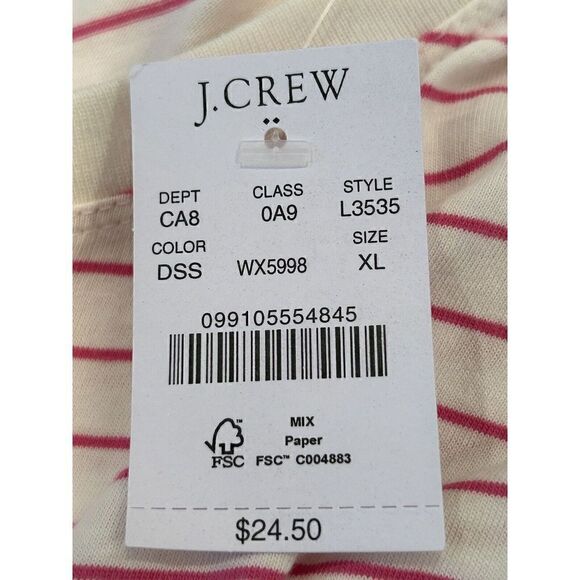 J.CREW
DEPT CLASS STYLE
CA8 0A9 L3535
COLOR SIZE
DSS WX5998 XL
099105554845
MIX
Paper
FSC FSC™ C004883
$24.50